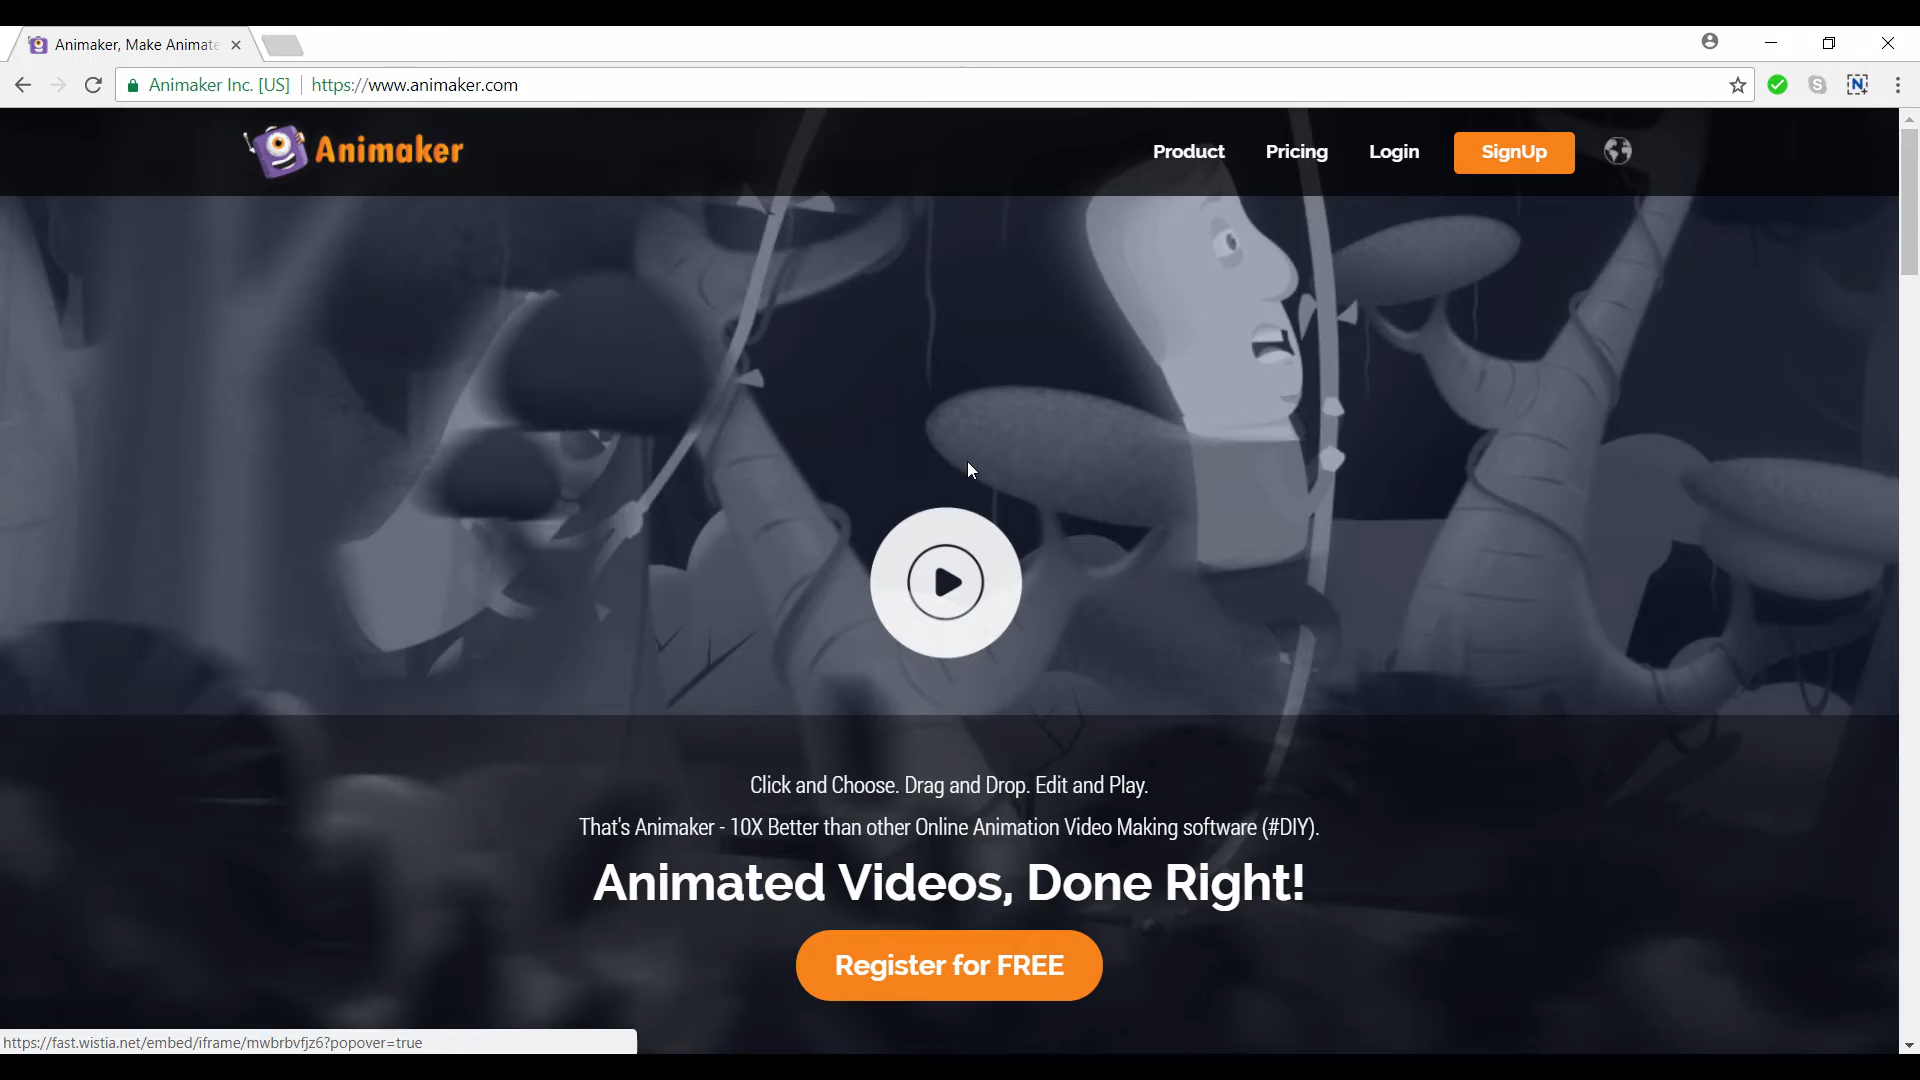 Animaker, Make Animate
Animaker Inc. [US] | https://www.animaker.com
Animaker
Product
Pricing
Login
SignUp
Click and Choose. Drag and Drop. Edit and Play.
That's Animaker - 10X Better than other Online Animation Video Making software (#DIY).
Animated Videos, Done Right!
Register for FREE
https://fast.wistia.net/embed/iframe/mwbrbvfjz6?popover=true